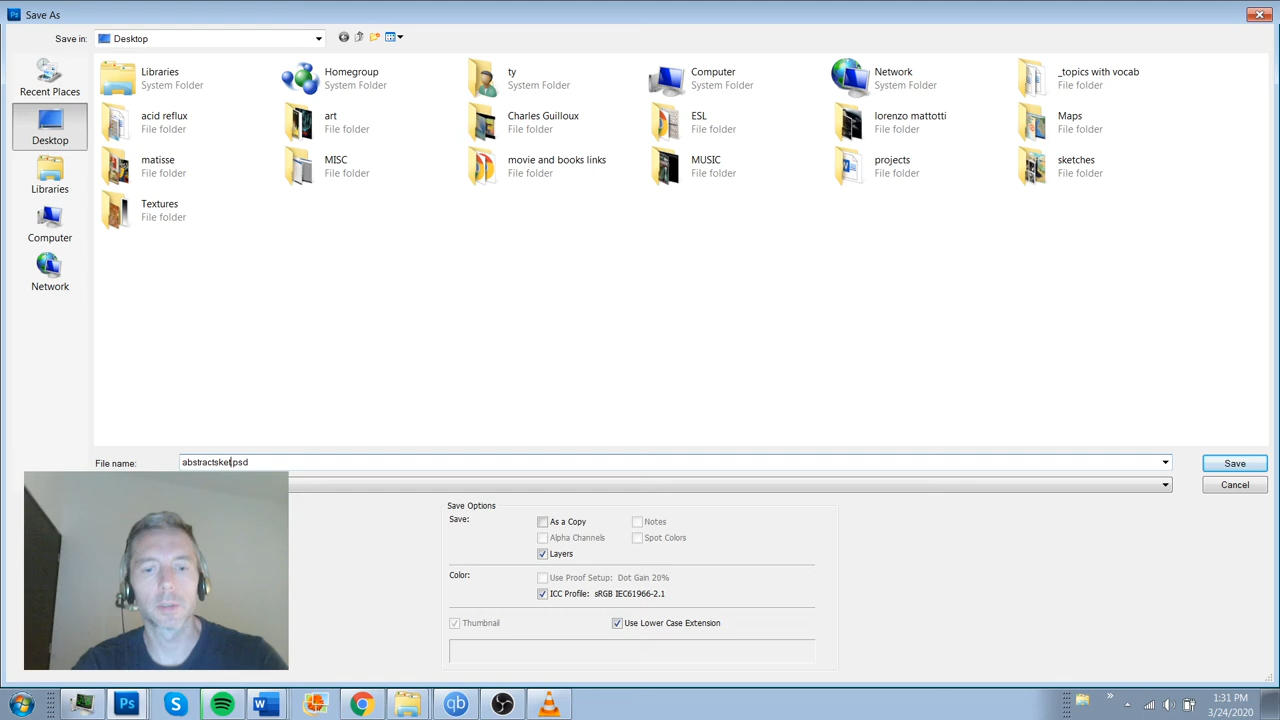 Ps Save As
Save in: Desktop
Recent Places
Desktop
Libraries
Computer
Network
Libraries
System Folder
Homegroup
System Folder
ty
System Folder
Computer
System Folder
Network
System Folder
_topics with vocab
File folder
acid reflux
File folder
art
File folder
Charles Guilloux
File folder
ESL
File folder
lorenzo mattotti
File folder
Maps
File folder
matisse
File folder
MISC
File folder
movie and books links
File folder
MUSIC
File folder
projects
File folder
sketches
File folder
Textures
File folder
File name: abstractsket.psd
Save
Cancel
Save Options
Save:
As a Copy
Notes
Alpha Channels
Spot Colors
Layers
Color:
Use Proof Setup: Dot Gain 20%
ICC Profile: sRGB IEC61966-2.1
Thumbnail
Use Lower Case Extension
Ps
S
W
qb
1:31 PM
3/24/2020